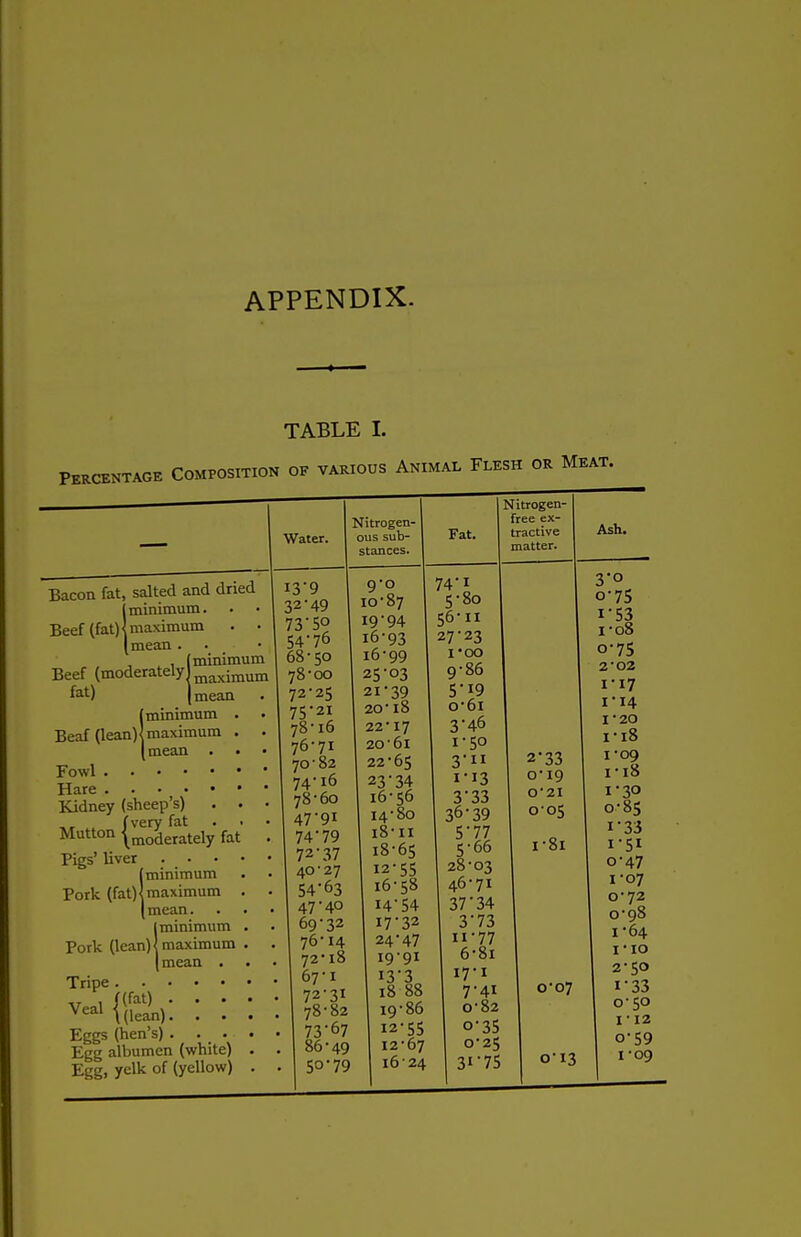 APPENDIX.
TABLE I.
PERCENTAGE COMPOSITION OF VARIOUS ANIMAL FLESH OR MEAT.
— Water. Nitrogenous substances. Fat. Nitrogen-free extractive matter. Ash.
Bacon fat, salted and dried 13·9 9·0 74·1 3·0
Beef (fat) { minimum. . . 32·49 10·87 5·80 0·75
maximum . . 73·50 19·94 56·11 1·53
mean . . . 54·76 16·93 27·23 1·08
Beef (moderately fat) { minimum 68·50 16·99 1·00 0·75
maximum 78·00 25·03 9·86 2·02
mean . 72·25 21·39 5·19 1·17
Beaf (lean) { minimum . . 75·21 20·18 0·61 1·14
maximum . . 78·16 22·17 3·46 1·20
mean . . . 76·71 20·61 1·50 1·18
Fowl . . . . . . . 70·82 22·65 3·11 2·33 1·09
Hare . . . . . . . 74·16 23·34 1·13 0·19 1·18
Kidney (sheep's) . . . 78·60 16·56 3·33 0·21 1·30
Mutton { very fat . . . 47·91 14·80 36·39 0·05 0·85
moderately fat . 74·79 18·11 5·77 1·33
Pigs' liver . . . . . 72·37 18·65 5·66 1·81 1·51
Pork (fat) { minimum . . 40·27 12·55 28·03 0·47
maximum . . 54·63 16·58 46·71 1·07
mean. . . . 47·40 14·54 37·34 0·72
Pork (lean) { minimum . . 69·32 17·32 3·73 0·98
maximum . . 76·14 24·47 11·77 1·64
mean . . . 72·18 19·91 6·81 1·10
Tripe . . . . . . . 67·1 13·3 17·1 2·50
Veal { (fat) . . . . . 72·31 18 88 7·41 0·07 1·33
(lean). . . . . 78·82 19·86 0·82 0·50
Eggs (hen's) . . . . . 73·67 12·55 0·35 1·12
Egg albumen (white) . . 86·49 12·67 0·25 0·59
Egg, yelk of (yellow) . . 50·79 16·24 31·75 0·13 1·09